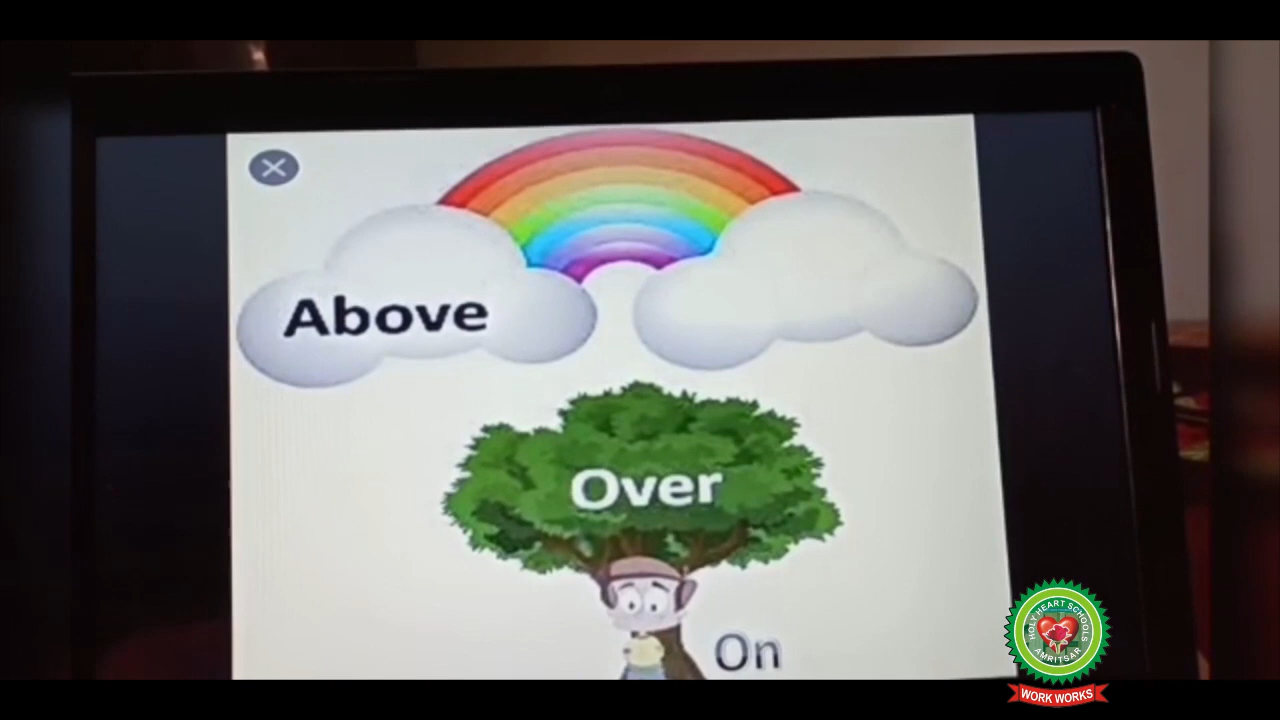 Above
Over
On
HOLY HEART SCHOOLS
AMRITSAR
WORK WORKS